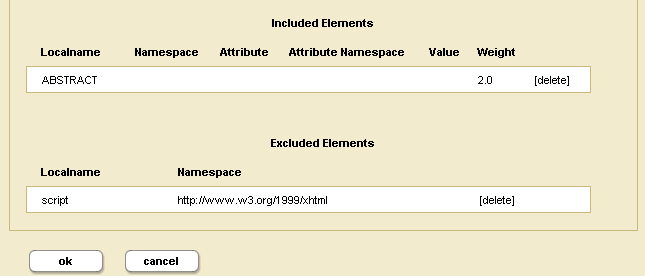 Included Elements
Localname Namespace Attribute Attribute Namespace Value Weight
ABSTRACT 2.0 [delete]
Excluded Elements
Localname Namespace
script http://www.w3.org/1999/xhtml [delete]
ok cancel